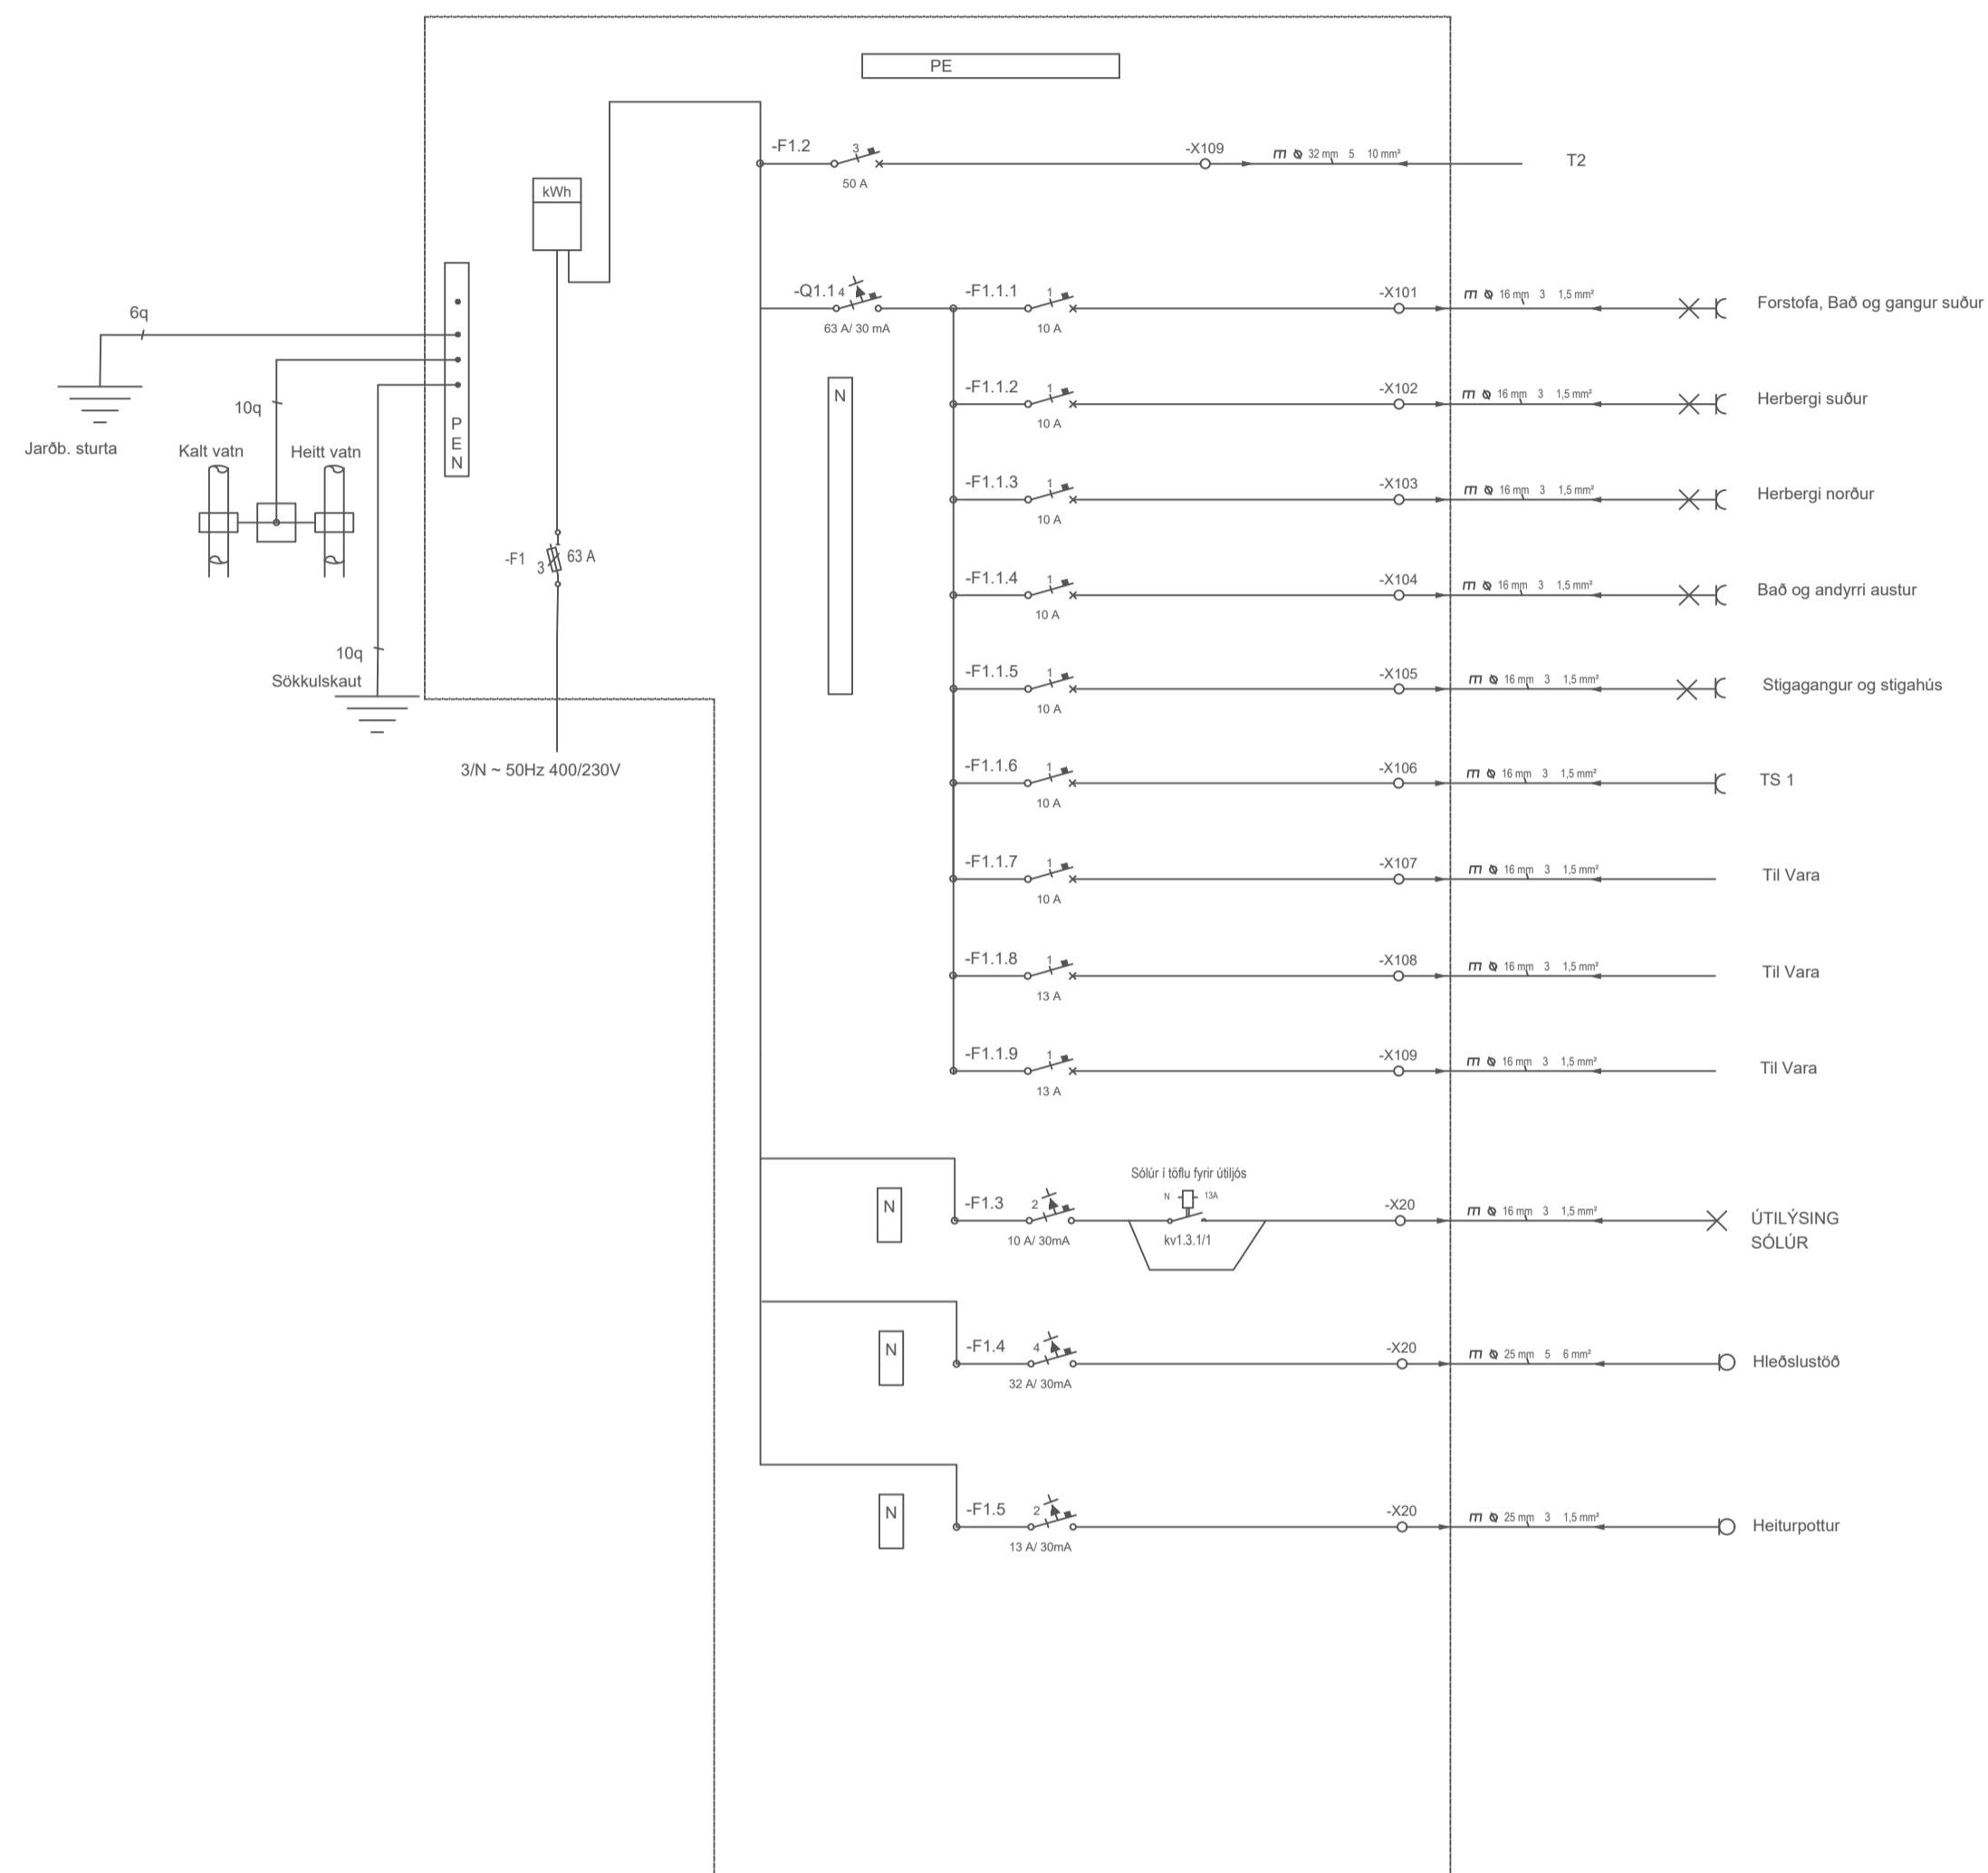 PE
-F1.2
3
50 A
-X109
32 mm 5 10 mm²
T2
kWh
-Q1.1 4
63 A/ 30 mA
-F1.1.1
1
10 A
-X101
16 mm 3 1,5 mm²
Forstofa, Bað og gangur suður
6q
Jarðb. sturta
10q
Kalt vatn
Heitt vatn
P
E
N
N
-F1.1.2
1
10 A
-X102
16 mm 3 1,5 mm²
Herbergi suður
-F1.1.3
1
10 A
-X103
16 mm 3 1,5 mm²
Herbergi norður
-F1
3
63 A
-F1.1.4
1
10 A
-X104
16 mm 3 1,5 mm²
Bað og andyrri austur
10q
Sökkulskaut
-F1.1.5
1
10 A
-X105
16 mm 3 1,5 mm²
Stigagangur og stigahús
3/N ~ 50Hz 400/230V
-F1.1.6
1
10 A
-X106
16 mm 3 1,5 mm²
TS 1
-F1.1.7
1
10 A
-X107
16 mm 3 1,5 mm²
Til Vara
-F1.1.8
1
13 A
-X108
16 mm 3 1,5 mm²
Til Vara
-F1.1.9
1
13 A
-X109
16 mm 3 1,5 mm²
Til Vara
N
-F1.3
2
10 A/ 30mA
Sólúr í töflu fyrir útiljós
N 13A
kv1.3.1/1
-X20
16 mm 3 1,5 mm²
ÚTILÝSING
SÓLÚR
N
-F1.4
4
32 A/ 30mA
-X20
25 mm 5 6 mm²
Hleðslustöð
N
-F1.5
2
13 A/ 30mA
-X20
25 mm 3 1,5 mm²
Heiturpottur